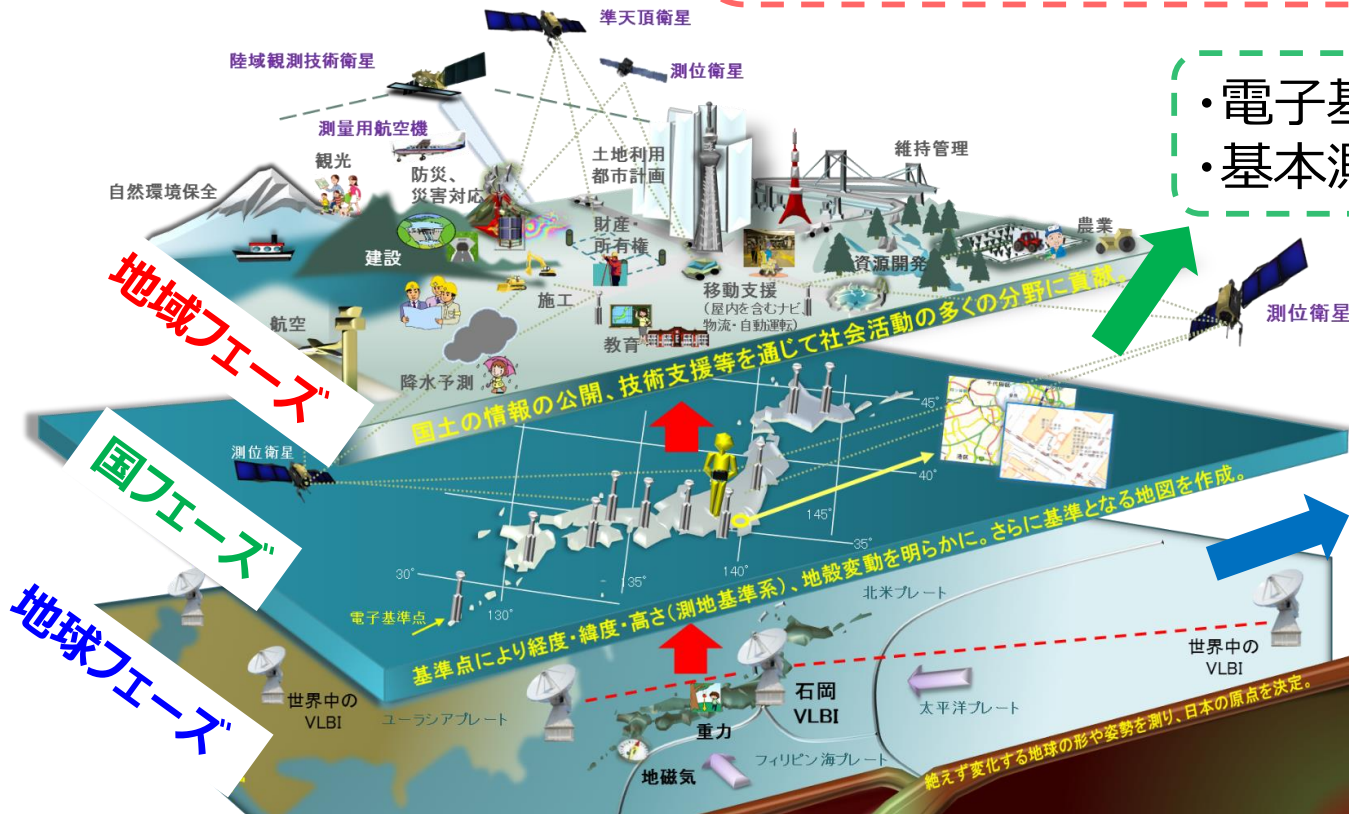 準天頂衛星
陸域観測技術衛星
測位衛星
・電子基
・基本測
測量用航空機
観光
防災、
災害対応
土地利用
都市計画
維持管理
自然環境保全
財産・
所有権
農業
建設
資源開発
地域フェーズ
施工
移動支援
(屋内を含むナビ
物流・自動運転)
測位衛星
航空
教育
降水予測
国土の情報の公開、技術支援等を通じて社会活動の多くの分野に貢献。
45°
測位衛星
40°
国フェーズ
145°
35°
30°
135°
140°
130°
電子基準点
基準点により経度・緯度・高さ(測地基準系)、地殻変動を明らかに。さらに基準となる地図を作成。
北米プレート
地球フェーズ
世界中の
VLBI
世界中の
VLBI
ユーラシアプレート
石岡
VLBI
太平洋プレート
重力
フィリピン海プレート
地磁気
絶えず変化する地球の形や姿勢を測り、日本の原点を決定。